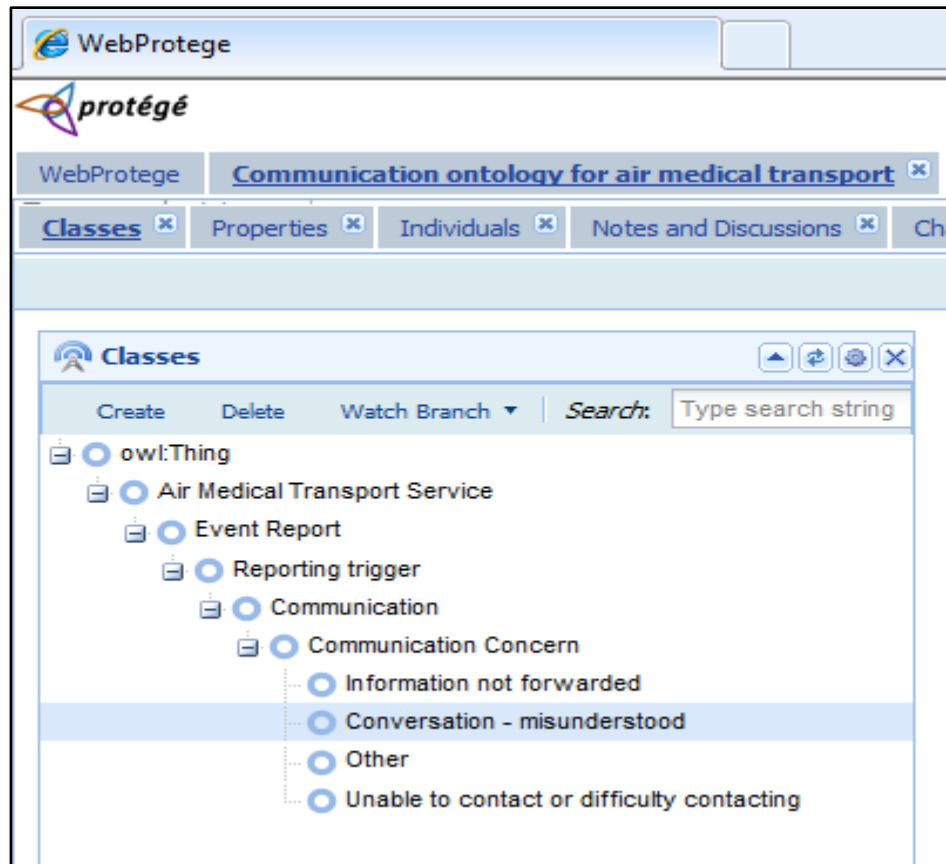 WebProtege
protégé
WebProtege Communication ontology for air medical transport
Classes Properties Individuals Notes and Discussions
Classes
Create Delete Watch Branch Search: Type search string
owl:Thing
Air Medical Transport Service
Event Report
Reporting trigger
Communication
Communication Concern
Information not forwarded
Conversation - misunderstood
Other
Unable to contact or difficulty contacting